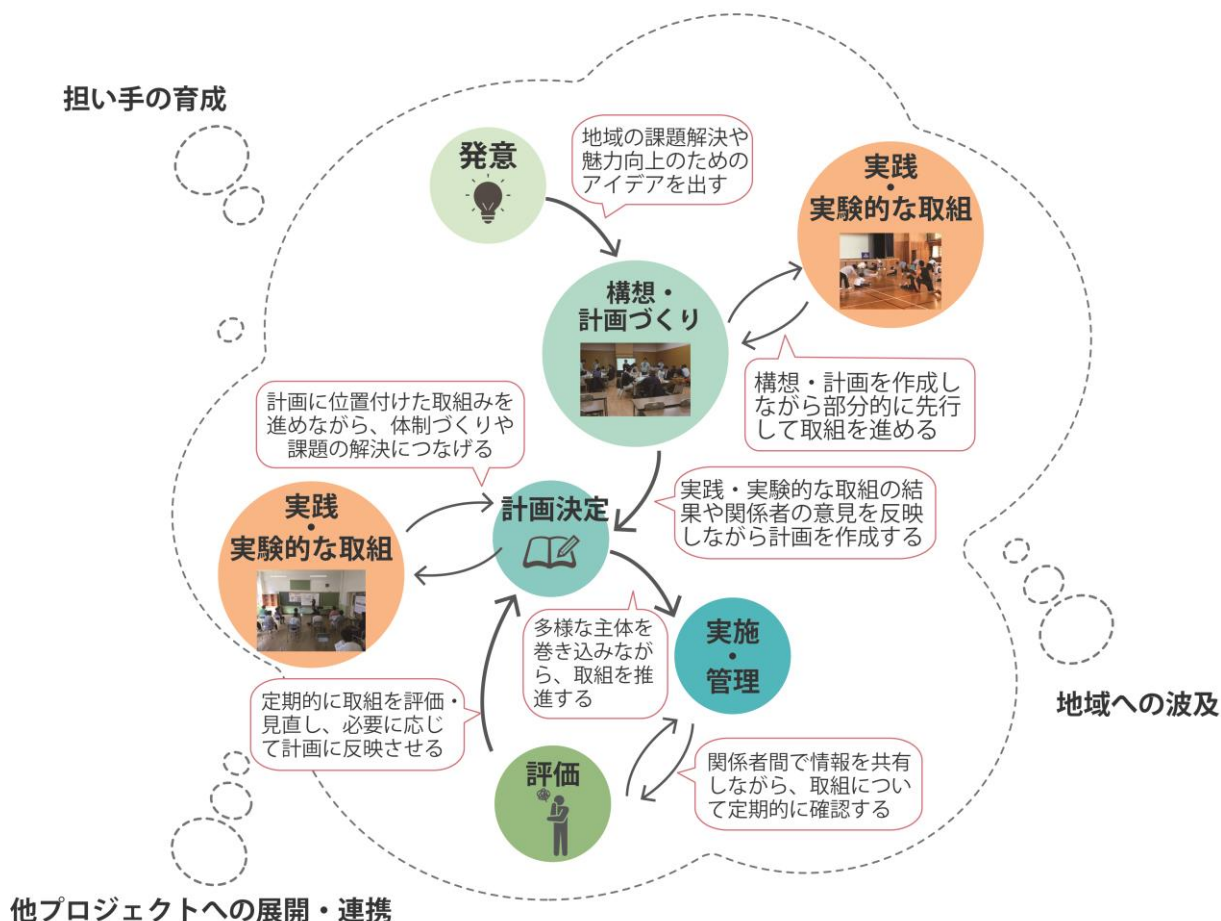 担い手の育成
発意
地域の課題解決や
魅力向上のための
アイデアを出す
実践
・
実験的な取組
構想・
計画づくり
構想・計画を作成し
ながら部分的に先行
して取組を進める
計画に位置付けた取組みを
進めながら、体制づくりや
課題の解決につなげる
実践・実験的な取組の結
果や関係者の意見を反映
しながら計画を作成する
計画決定
実践
・
実験的な取組
多様な主体を
巻き込みなが
ら、取組を推
進する
実施
・
管理
地域への波及
定期的に取組を評価・
見直し、必要に応じ
て計画に反映させる
評価
関係者間で情報を共有
しながら、取組につい
て定期的に確認する
他プロジェクトへの展開・連携